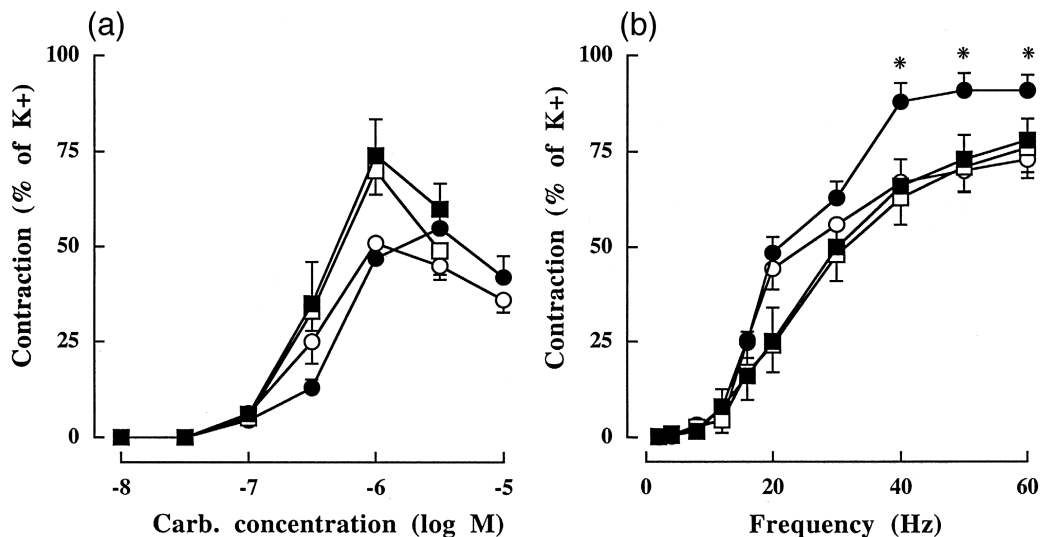 (a)
100
75
50
25
0
Contraction (% of K+)
-8 -7 -6 -5
Carb. concentration (log M)
(b)
100
75
50
25
0
Contraction (% of K+)
* * *
0 20 40 60
Frequency (Hz)